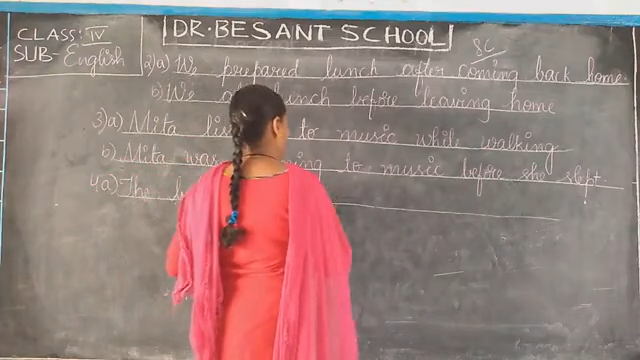 CLASS: IV
DR. BESANT SCHOOL
SUB- English
SC
2)a) We prepared lunch after coming back home.
b) We lunch before leaving home
3)a) Mita to music while walking
b) Mita was to music before she slept.
4a) The